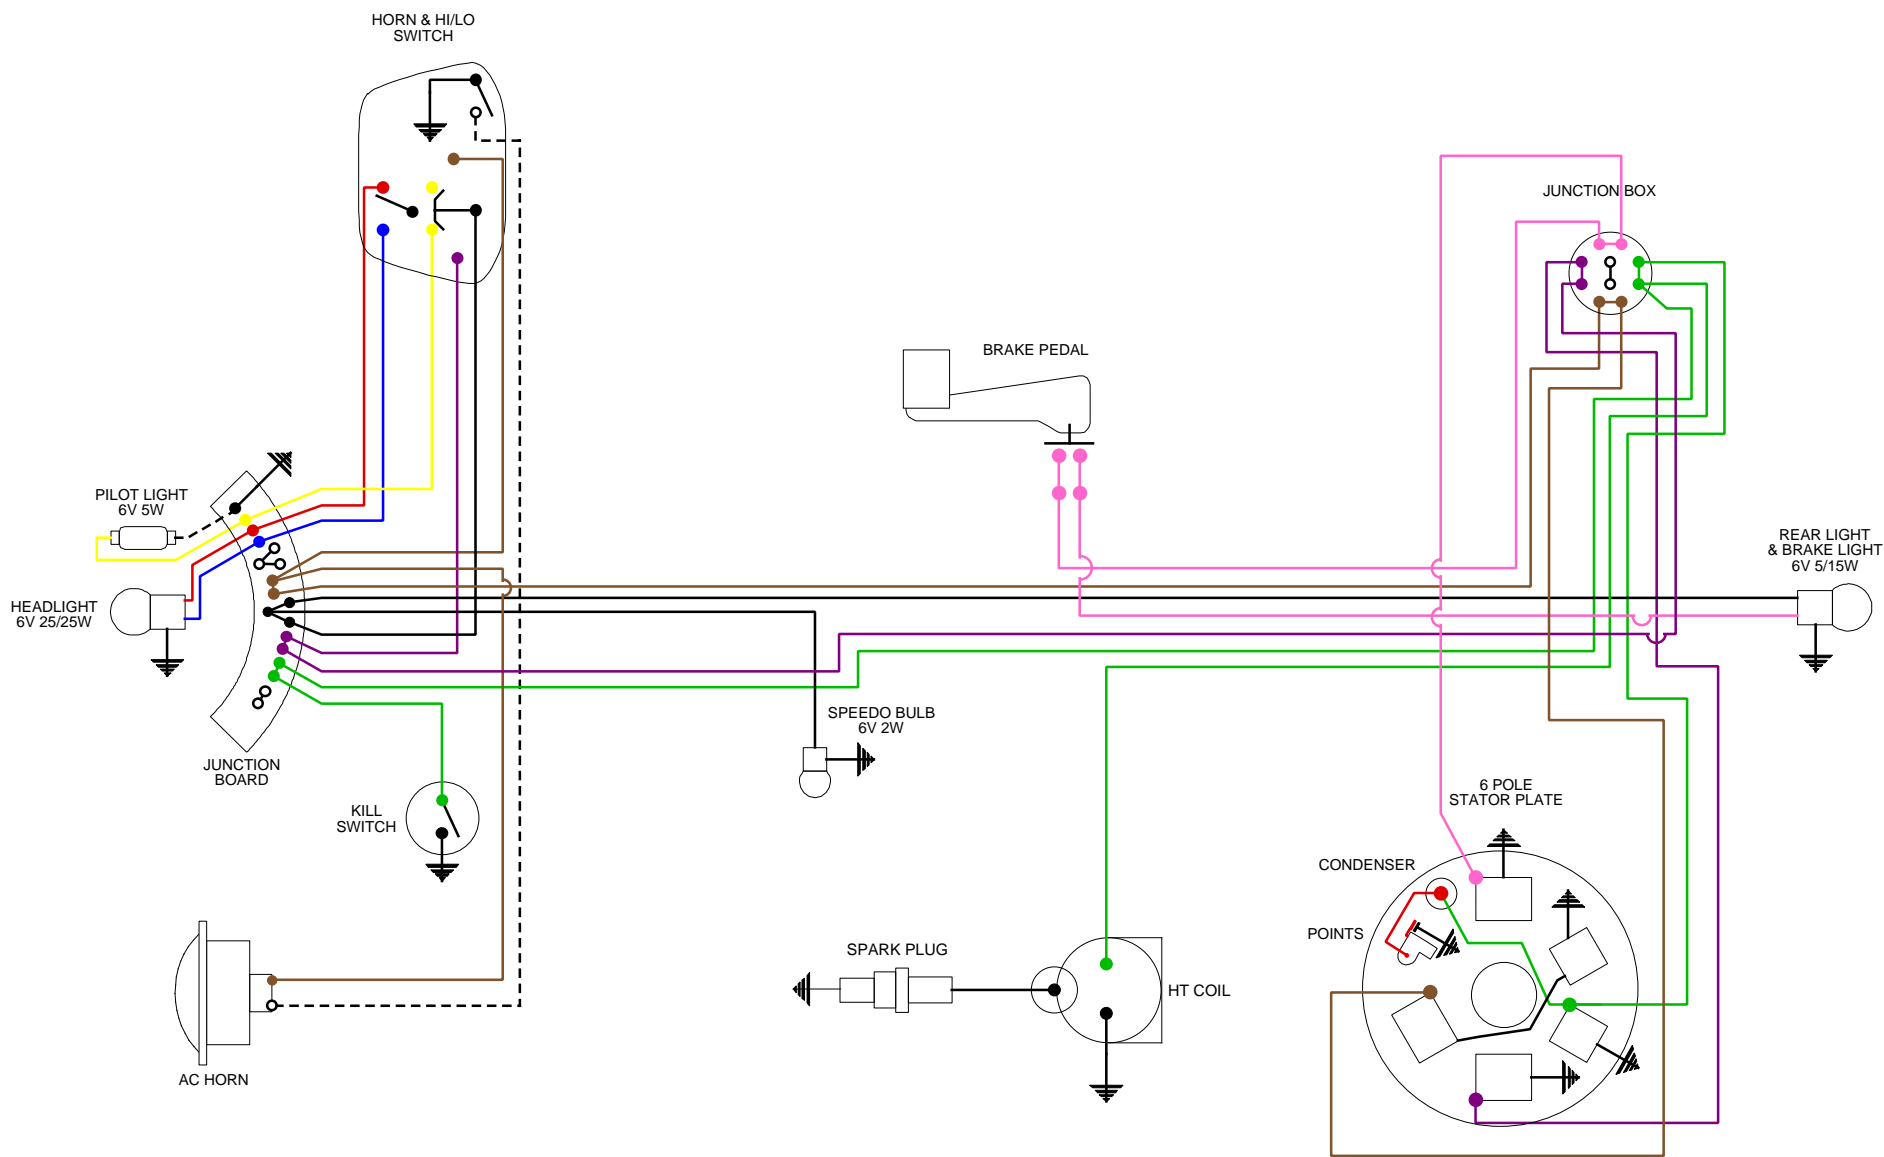 HORN & HI/LO
SWITCH
JUNCTION BOX
BRAKE PEDAL
PILOT LIGHT
6V 5W
REAR LIGHT
& BRAKE LIGHT
6V 5/15W
HEADLIGHT
6V 25/25W
SPEEDO BULB
6V 2W
JUNCTION
BOARD
6 POLE
STATOR PLATE
KILL
SWITCH
CONDENSER
POINTS
SPARK PLUG
HT COIL
AC HORN